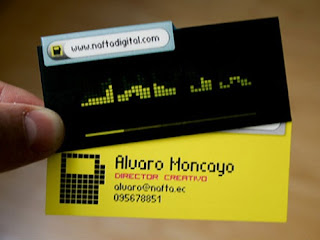 www.naftadigital.com
Alvaro Moncayo
DIRECTOR CREATIVO
alvaro@nafta.ec
095678851